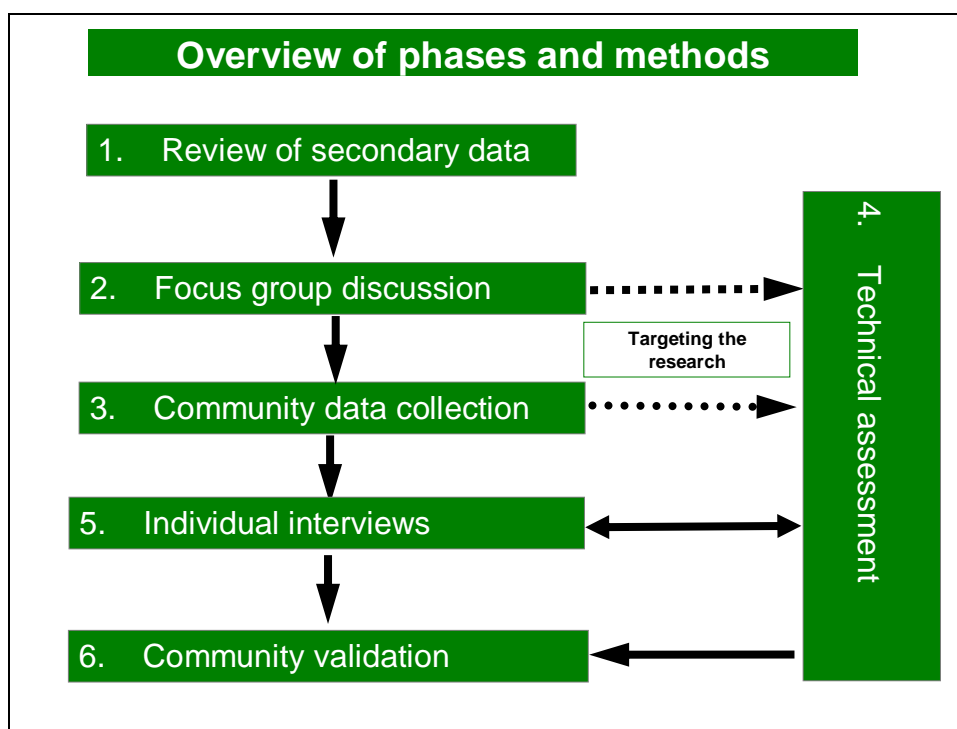 Overview of phases and methods
1. Review of secondary data
2. Focus group discussion
Targeting the
research
3. Community data collection
4. Technical assessment
5. Individual interviews
6. Community validation